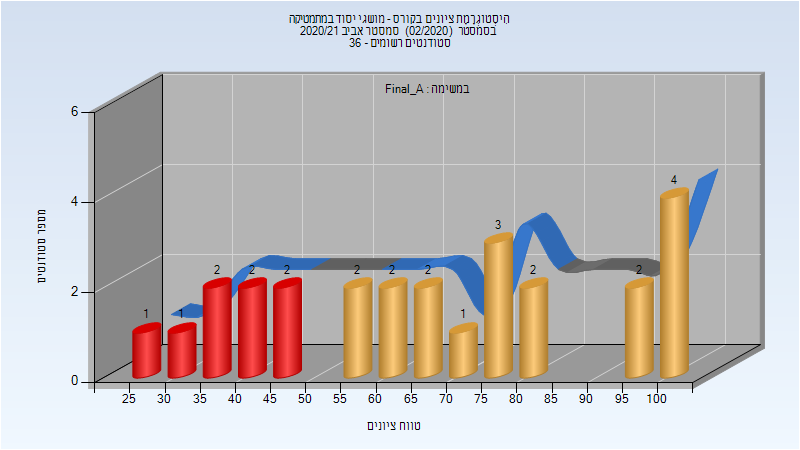 היסטוגרמת ציונים בקורס - מושגי יסוד במתמטיקה
בסמסטר (02/2020) סמסטר אביב 2020/21
סטודנטים רשומים - 36
במשימה : Final_A
מספר סטודנטים
6
4
2
0
1 1 2 2 2 2 2 2 1 3 2 2 4
25 30 35 40 45 50 55 60 65 70 75 80 85 90 95 100
טווח ציונים